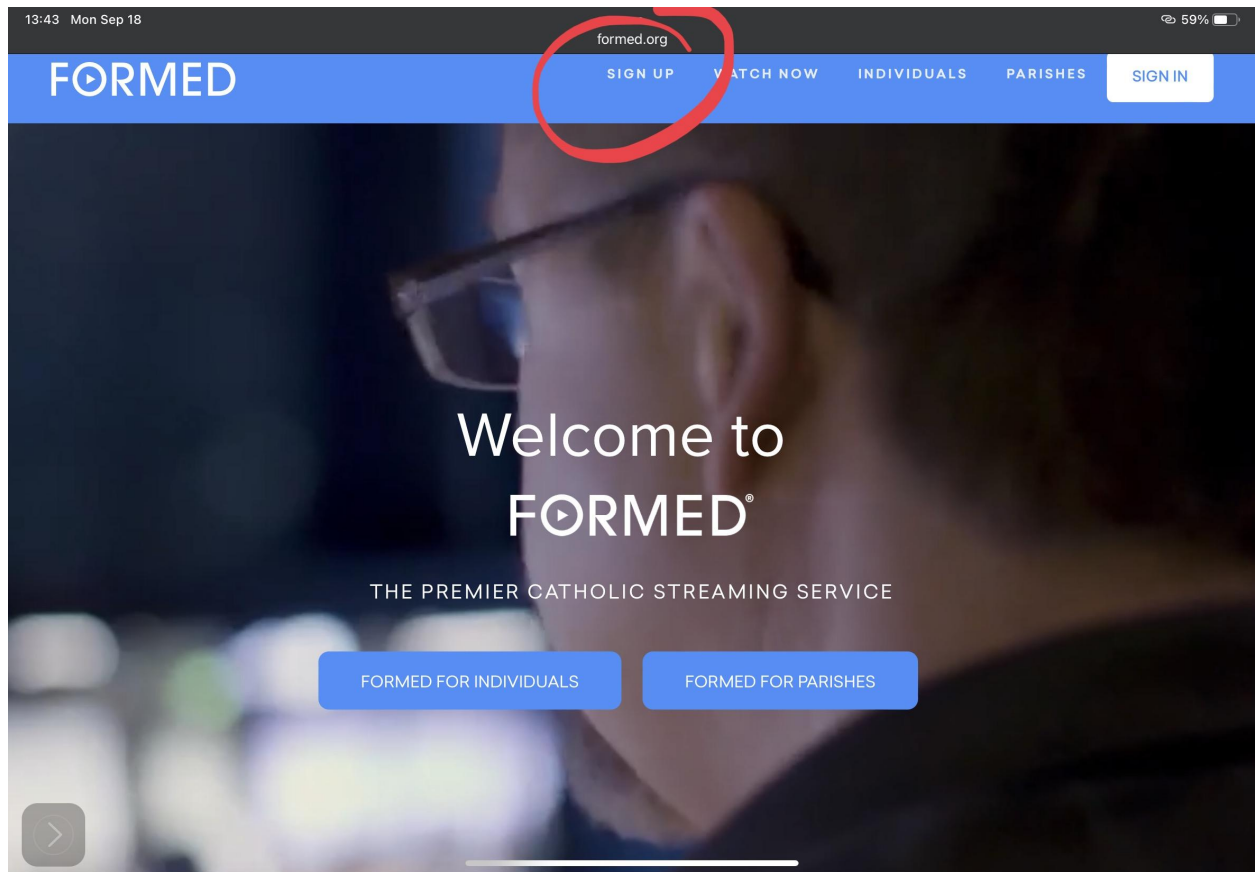 13:43 Mon Sep 18
59%
formed.org
FORMED
SIGN UP
WATCH NOW
INDIVIDUALS
PARISHES
SIGN IN
Welcome to
FORMED®
THE PREMIER CATHOLIC STREAMING SERVICE
FORMED FOR INDIVIDUALS
FORMED FOR PARISHES